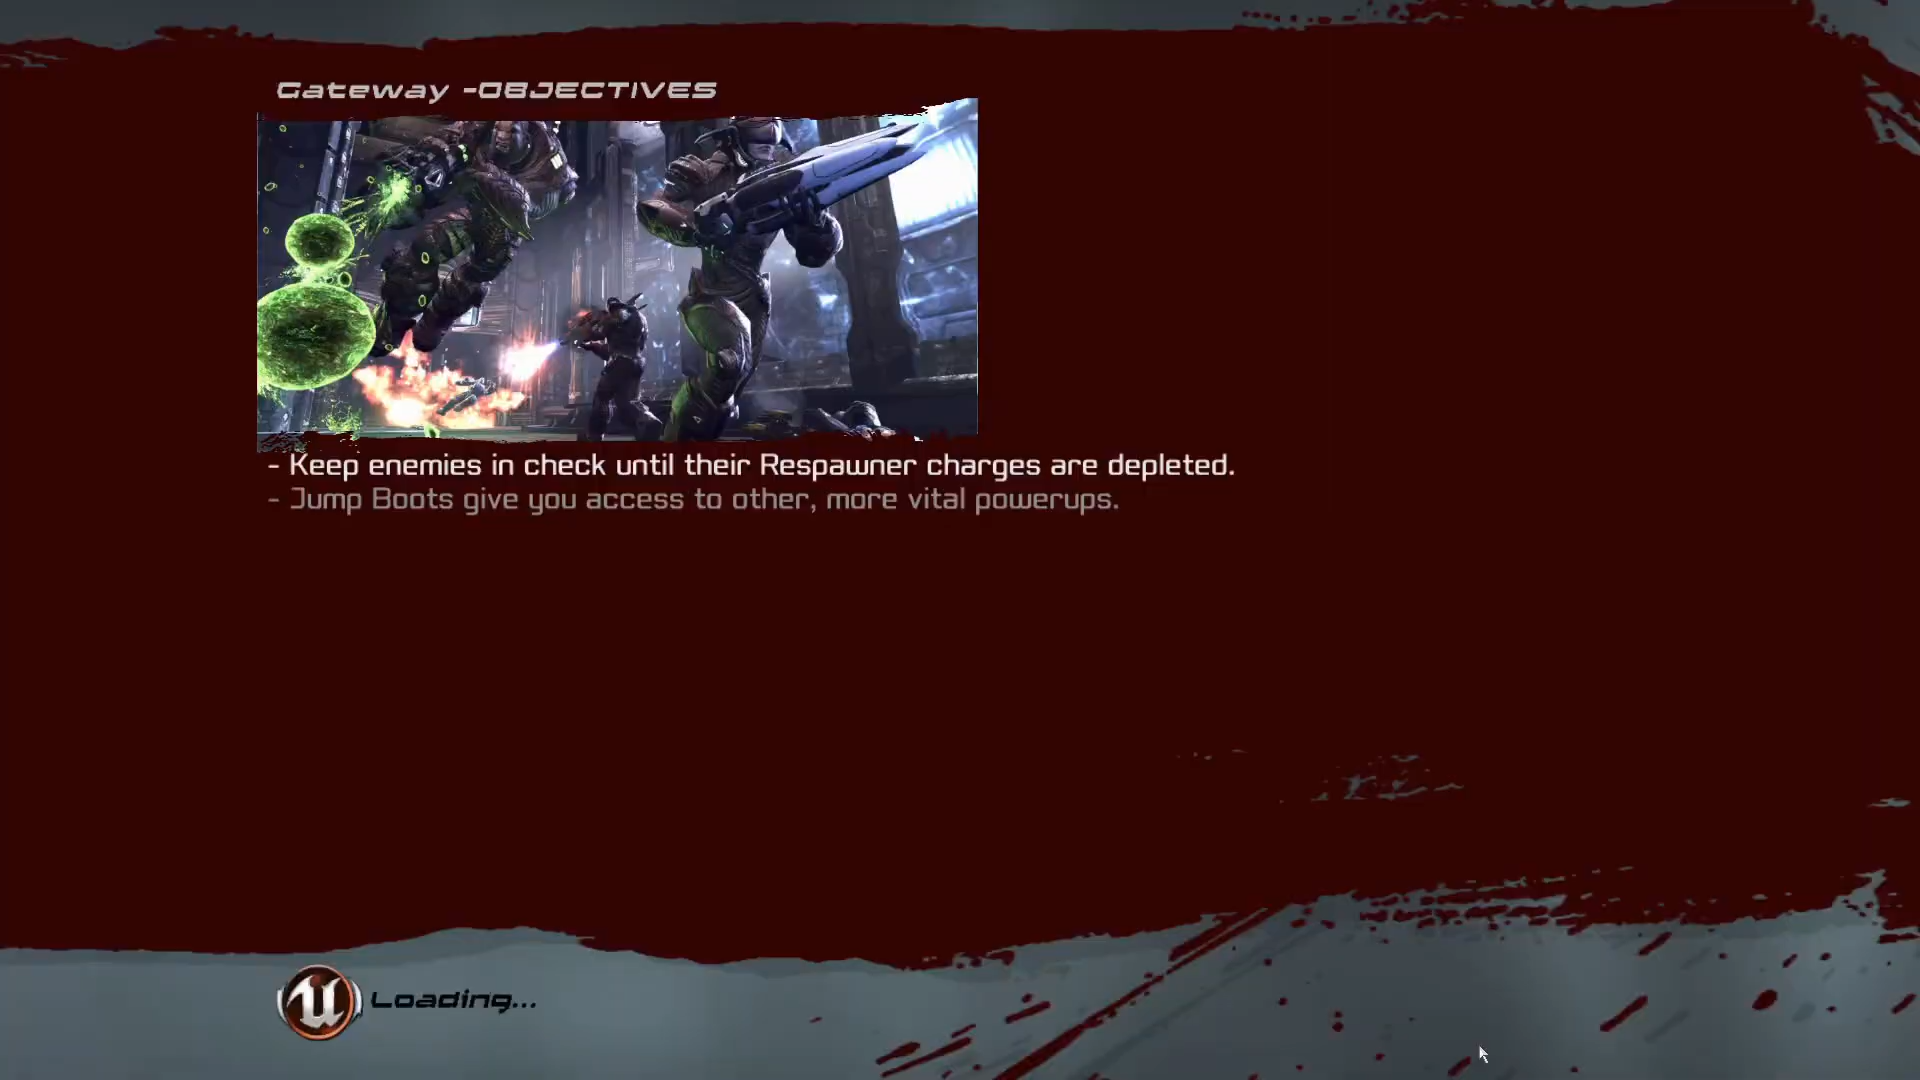 Gateway -OBJECTIVES
- Keep enemies in check until their Respawner charges are depleted.
- Jump Boots give you access to other, more vital powerups.
Loading...